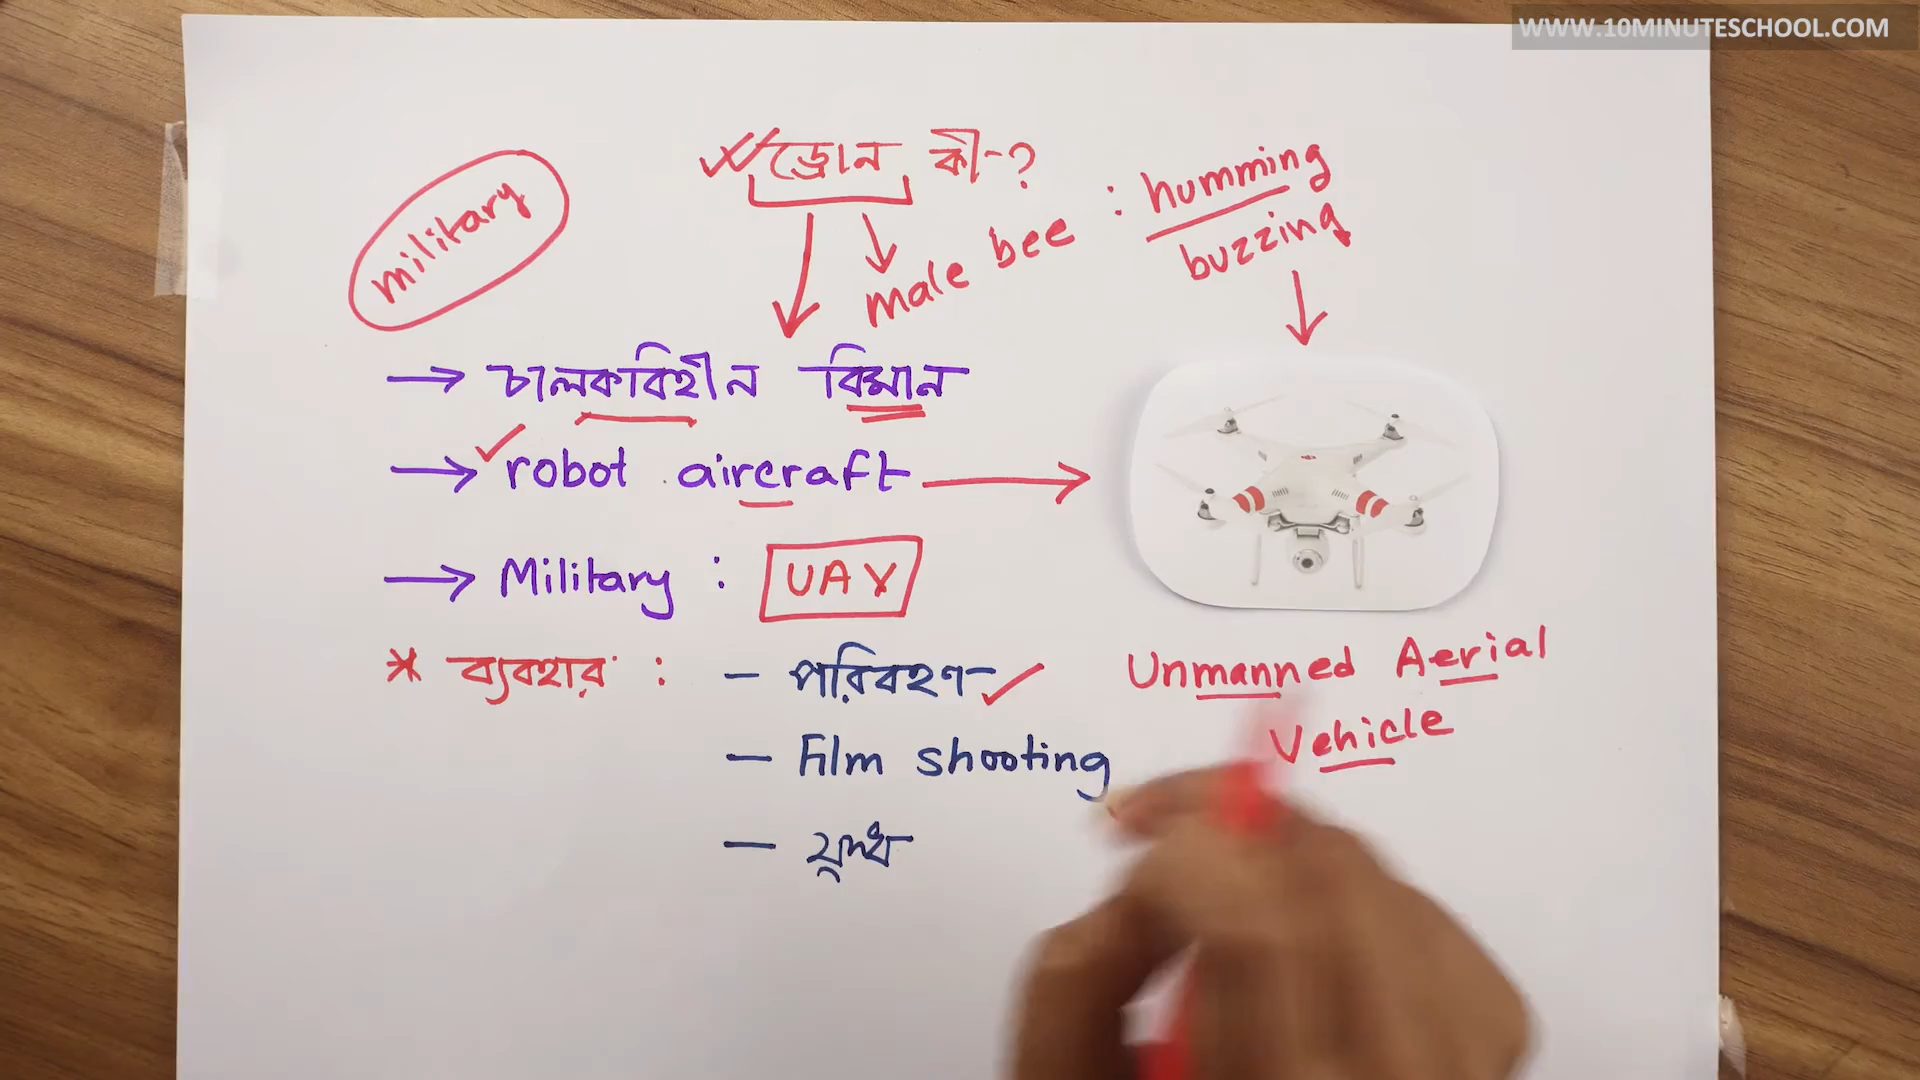 WWW.10MINUTESCHOOL.COM
ড্রোন কী-?
military
male bee : humming
buzzing
→ চালকবিহীন বিমান
→ robot aircraft →
→ Military : UAV
* ব্যবহার : - পরিবহণ
Unmanned Aerial
Vehicle
- Film shooting
- যুদ্ধ